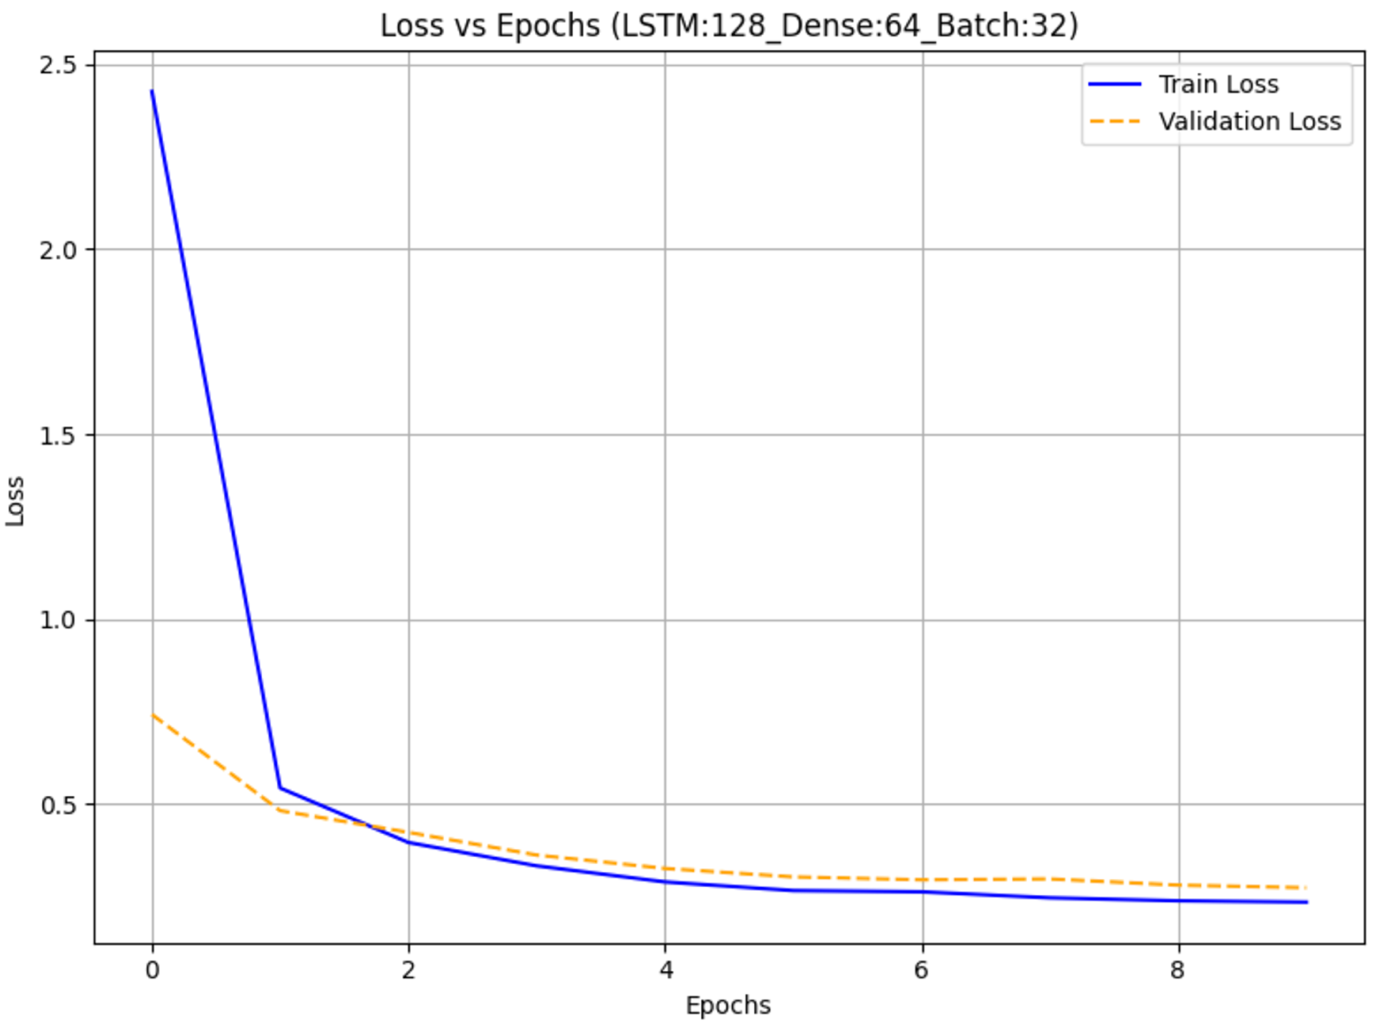 Loss vs Epochs (LSTM:128_Dense:64_Batch:32)
Train Loss
Validation Loss
2.5
2.0
1.5
1.0
0.5
Loss
0 2 4 6 8
Epochs